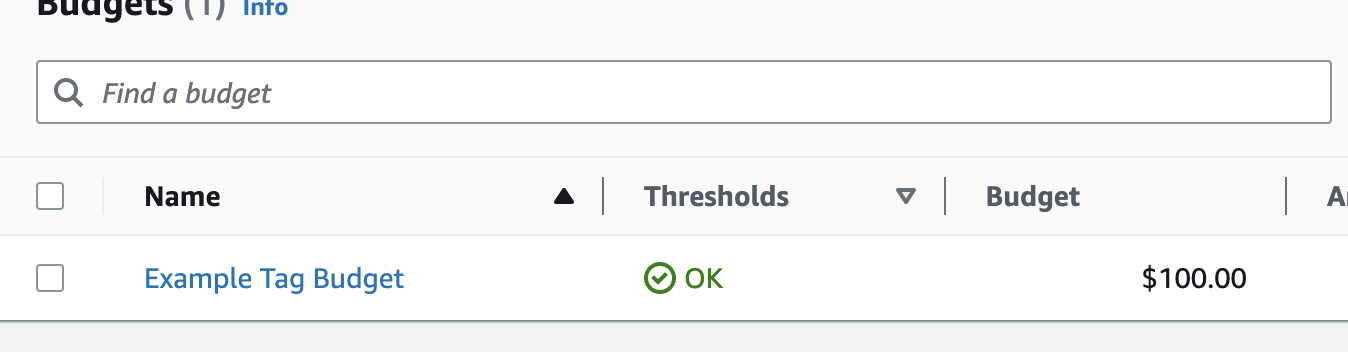 Budgets (1) Info
Find a budget
Name Thresholds Budget
Example Tag Budget OK $100.00